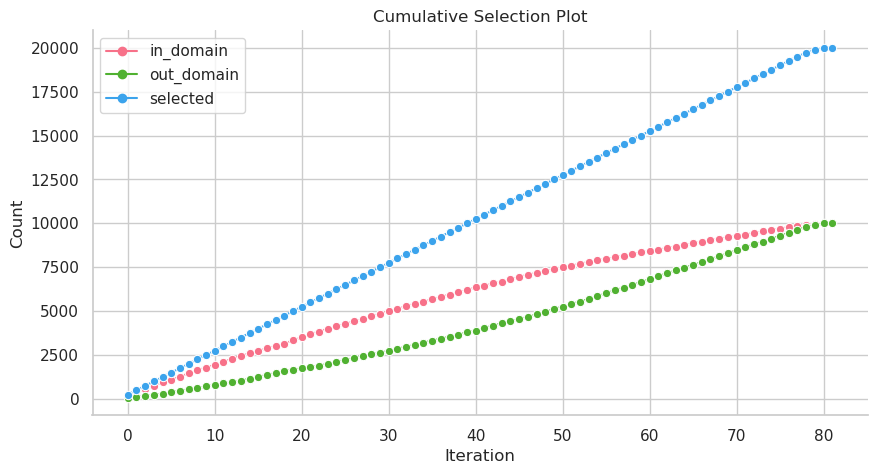 Cumulative Selection Plot
in_domain
out_domain
selected
20000
17500
15000
12500
10000
7500
5000
2500
0
Count
0 10 20 30 40 50 60 70 80
Iteration